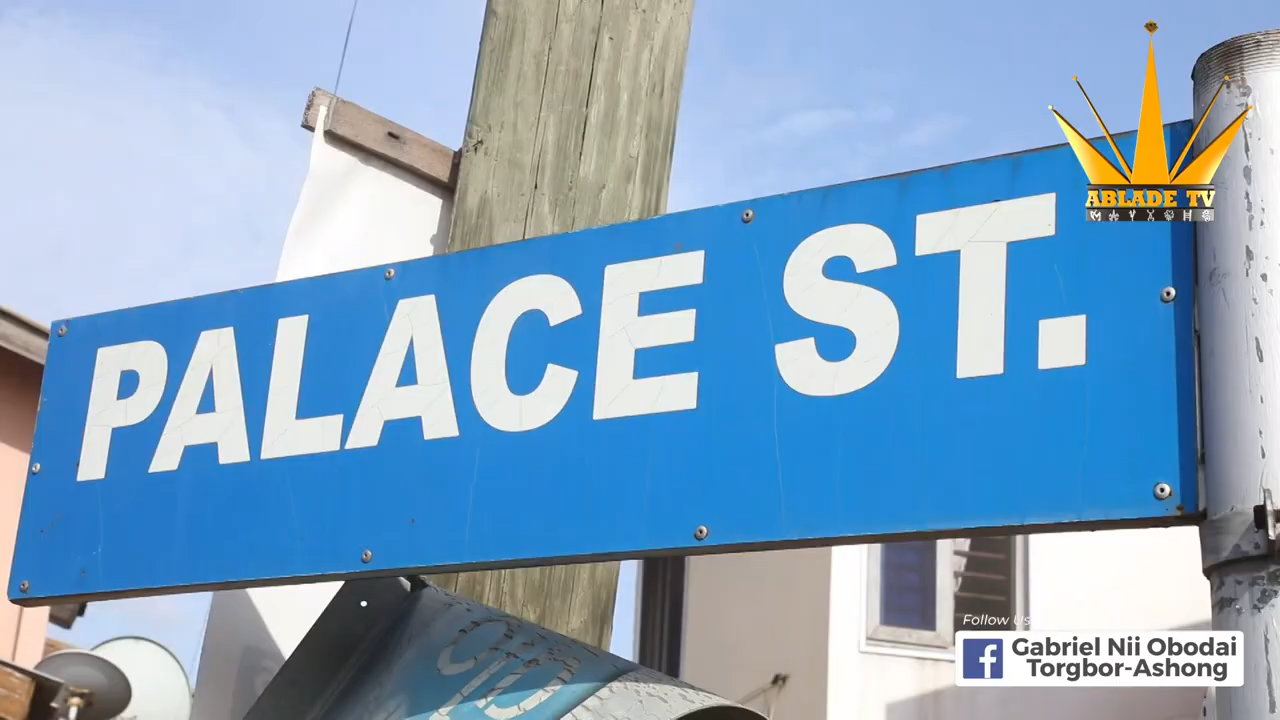 PALACE ST.
ABLADE TV
Follow Us
Gabriel Nii Obodai
Torgbor-Ashong